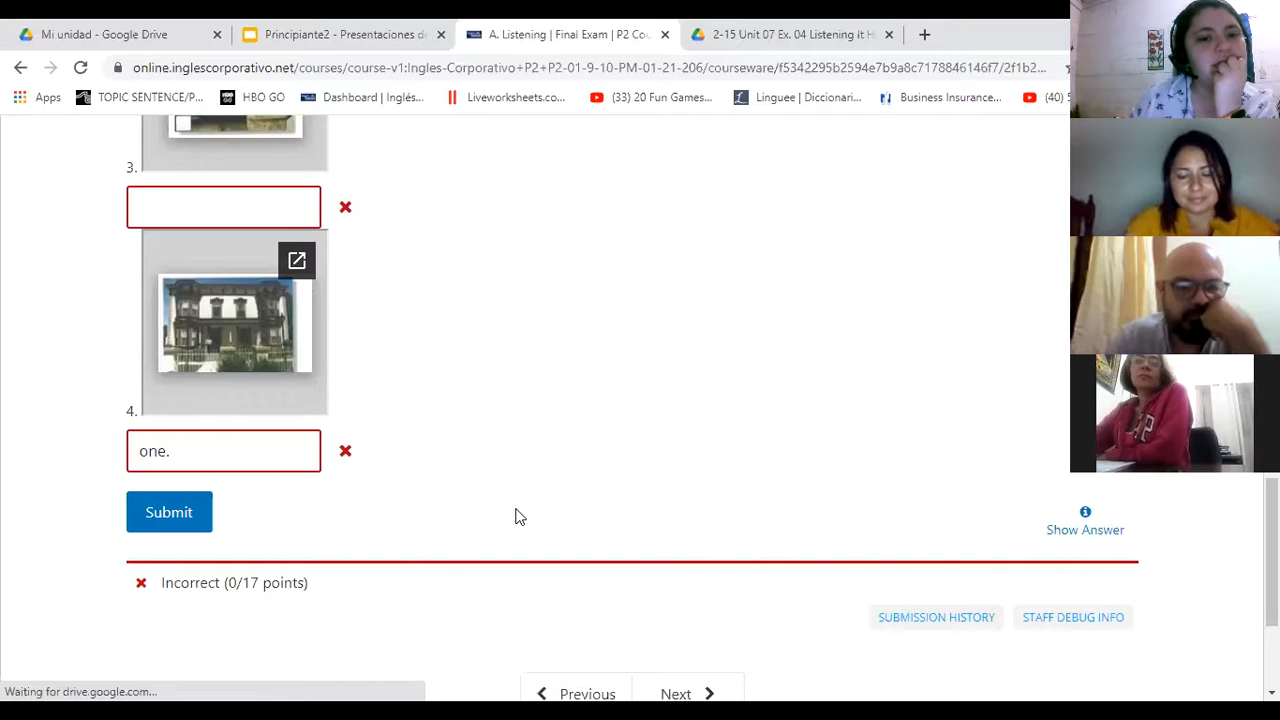 Mi unidad - Google Drive
Principiante2 - Presentaciones de
A. Listening | Final Exam | P2 Cou
2-15 Unit 07 Ex. 04 Listening it H
online.inglescorporativo.net/courses/course-v1:Ingles-Corporativo+P2+P2-01-9-10-PM-01-21-206/courseware/f5342295b2594e7b9a8c7178846146f7/2f1b2...
Apps
TOPIC SENTENCE/P...
HBO GO
Dashboard | Inglés...
Liveworksheets.co...
(33) 20 Fun Games...
Linguee | Diccionari...
Business Insurance...
(40)
3.
4.
one.
Submit
Show Answer
Incorrect (0/17 points)
SUBMISSION HISTORY
STAFF DEBUG INFO
Previous
Next
Waiting for drive.google.com...